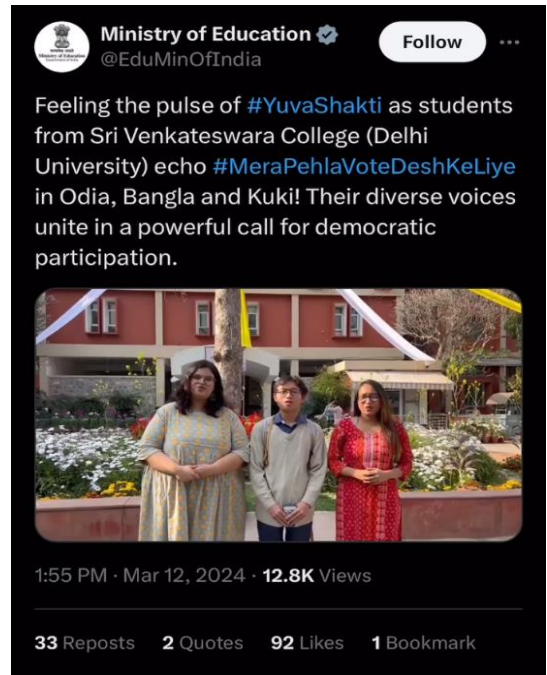 Ministry of Education
Follow
@EduMinOfIndia
Feeling the pulse of #YuvaShakti as students
from Sri Venkateswara College (Delhi
University) echo #MeraPehlaVoteDeshKeLiye
in Odia, Bangla and Kuki! Their diverse voices
unite in a powerful call for democratic
participation.
1:55 PM · Mar 12, 2024 · 12.8K Views
33 Reposts 2 Quotes 92 Likes 1 Bookmark